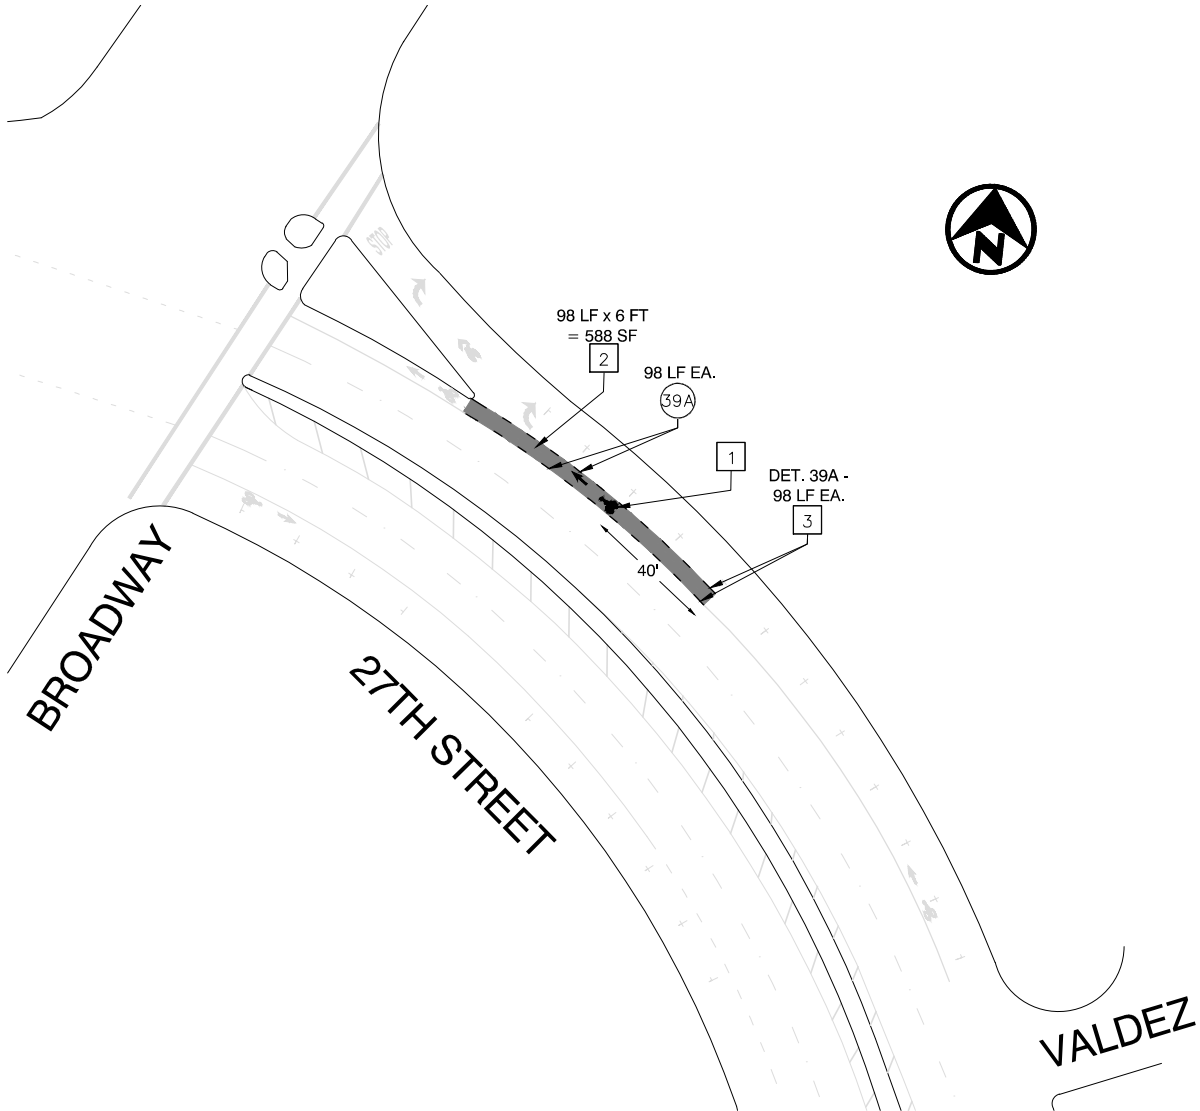 STOP
N
98 LF x 6 FT
= 588 SF
2
98 LF EA.
39A
1
DET. 39A -
98 LF EA.
3
40'
BROADWAY
27TH STREET
VALDEZ